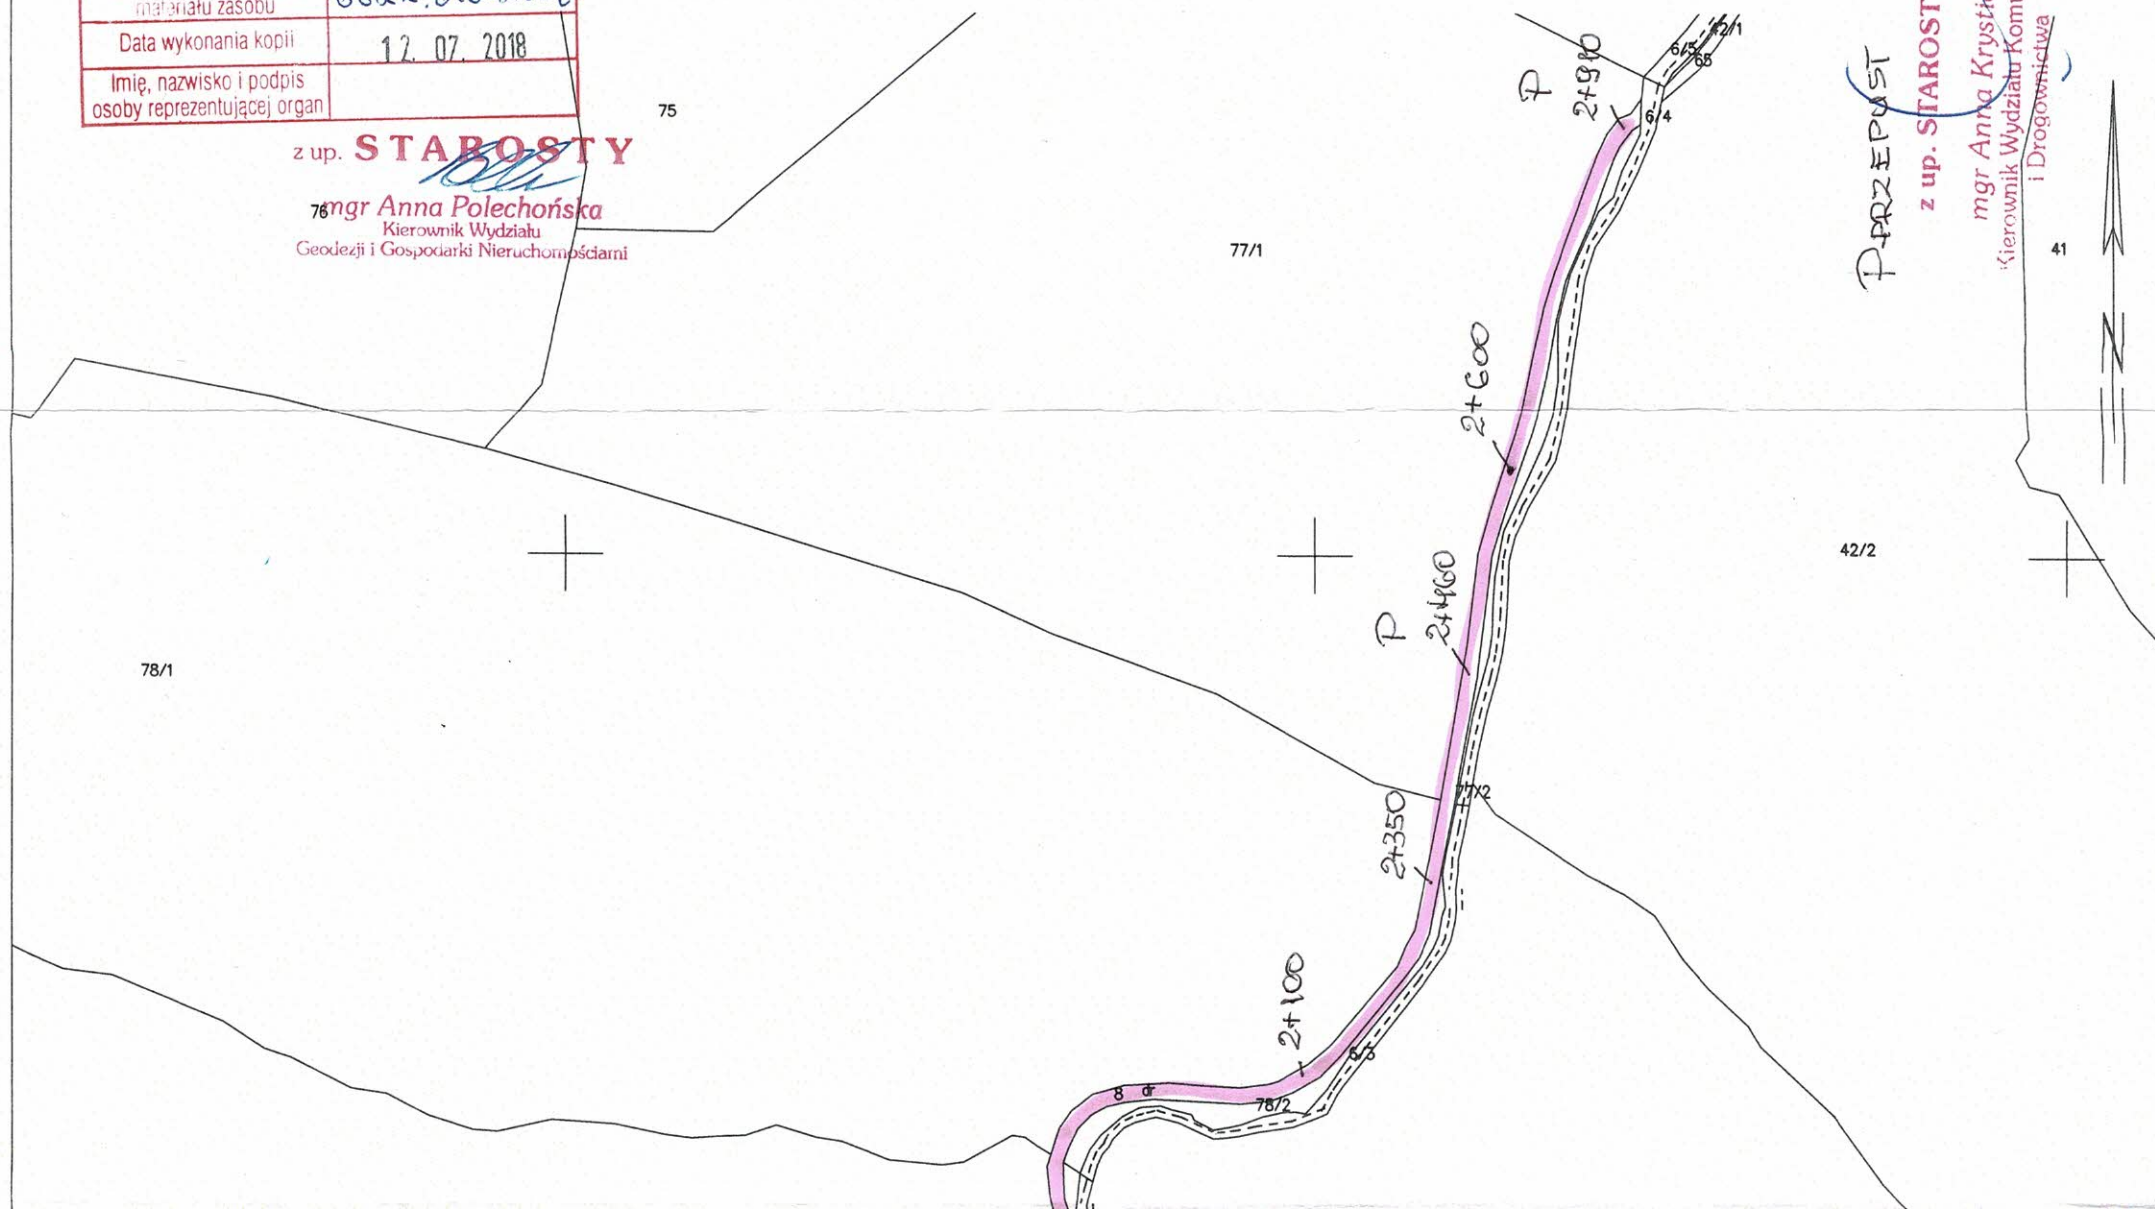 materiału zasobu
Data wykonania kopii
12. 07. 2018
Imię, nazwisko i podpis
osoby reprezentującej organ
z up. STAROSTY
mgr Anna Polechońska
Kierownik Wydziału
Geodezji i Gospodarki Nieruchomościami
76
75
77/1
P
2+910
6/5
42/1
65
6/4
PRZEPUST
z up. STAROST
mgr Anna Krysti
Kierownik Wydziału Komu
i Drogownictwa
41
N
2+600
42/2
P
2+460
78/1
77/2
2+350
2+100
6/3
8 dr
78/2